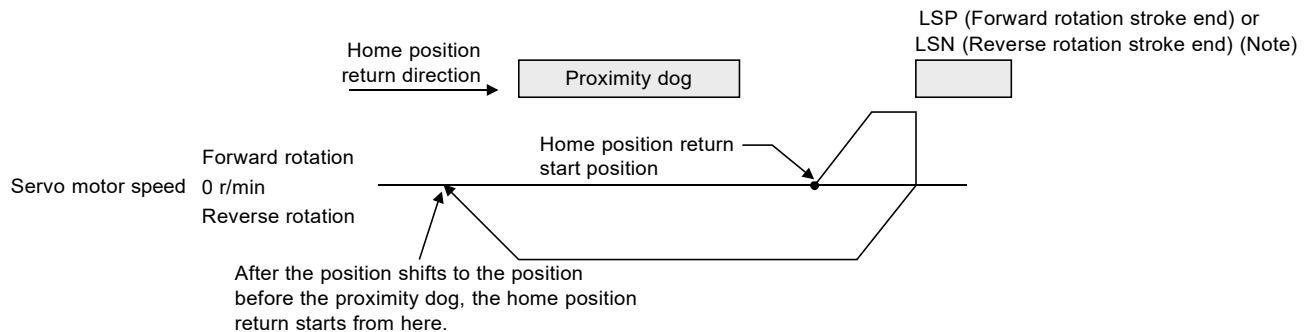 LSP (Forward rotation stroke end) or
LSN (Reverse rotation stroke end) (Note)
Home position
return direction
Proximity dog
Home position return
start position
Forward rotation
Servo motor speed 0 r/min
Reverse rotation
After the position shifts to the position
before the proximity dog, the home position
return starts from here.